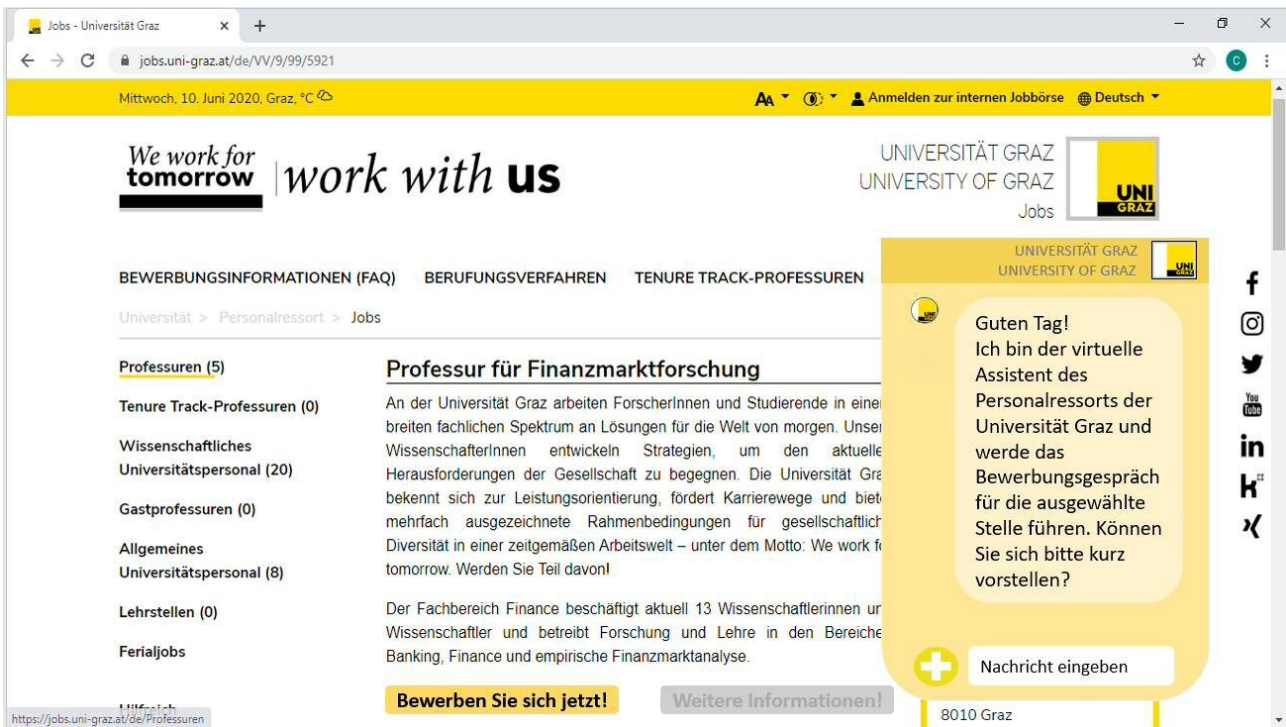 Jobs - Universität Graz
jobs.uni-graz.at/de/VV/9/99/5921
Mittwoch, 10. Juni 2020, Graz, °C
AA
Anmelden zur internen Jobbörse
Deutsch
We work for
tomorrow
work with us
UNIVERSITÄT GRAZ
UNIVERSITY OF GRAZ
Jobs
UNI
GRAZ
BEWERBUNGSINFORMATIONEN (FAQ) BERUFUNGSVERFAHREN TENURE TRACK-PROFESSUREN
Universität > Personalressort > Jobs
Professuren (5)
Tenure Track-Professuren (0)
Wissenschaftliches
Universitätspersonal (20)
Gastprofessuren (0)
Allgemeines
Universitätspersonal (8)
Lehrstellen (0)
Ferialjobs
https://jobs.uni-graz.at/de/Professuren
Professur für Finanzmarktforschung
An der Universität Graz arbeiten ForscherInnen und Studierende in eine
breiten fachlichen Spektrum an Lösungen für die Welt von morgen. Unser
WissenschafterInnen entwickeln Strategien, um den aktuelle
Herausforderungen der Gesellschaft zu begegnen. Die Universität Gra
bekennt sich zur Leistungsorientierung, fördert Karrierewege und biet
mehrfach ausgezeichnete Rahmenbedingungen für gesellschaftlich
Diversität in einer zeitgemäßen Arbeitswelt – unter dem Motto: We work f
tomorrow. Werden Sie Teil davon!
Der Fachbereich Finance beschäftigt aktuell 13 Wissenschaftlerinnen un
Wissenschaftler und betreibt Forschung und Lehre in den Bereiche
Banking, Finance und empirische Finanzmarktanalyse.
Bewerben Sie sich jetzt!
Weitere Informationen!
UNIVERSITÄT GRAZ
UNIVERSITY OF GRAZ
UNI
GRAZ
Guten Tag!
Ich bin der virtuelle
Assistent des
Personalressorts der
Universität Graz und
werde das
Bewerbungsgespräch
für die ausgewählte
Stelle führen. Können
Sie sich bitte kurz
vorstellen?
Nachricht eingeben
8010 Graz
You
Tube